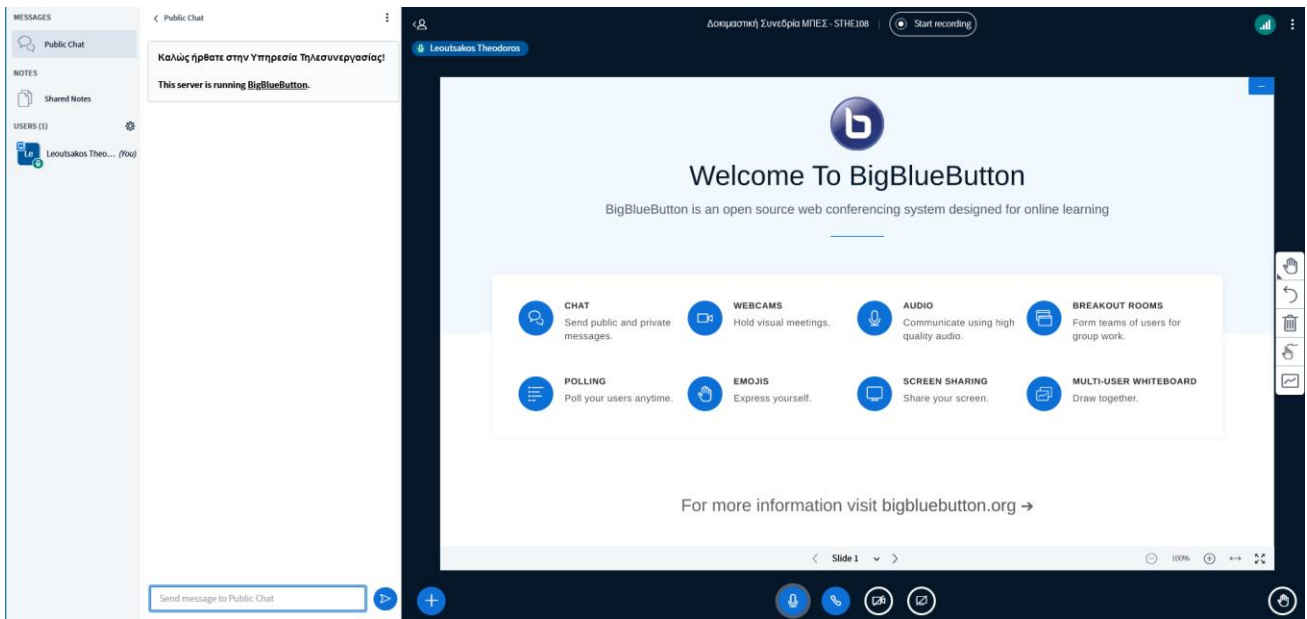 MESSAGES
Public Chat
NOTES
Shared Notes
USERS (1)
Le
Leoutsakos Theo... (You)
Public Chat
Καλώς ήρθατε στην Υπηρεσία Τηλεσυνεργασίας!
This server is running BigBlueButton.
Send message to Public Chat
Δοκιμαστική Συνεδρία ΜΠΕΣ - STHE108
Start recording
Leoutsakos Theodoros
b
Welcome To BigBlueButton
BigBlueButton is an open source web conferencing system designed for online learning
CHAT
Send public and private
messages.
WEBCAMS
Hold visual meetings.
AUDIO
Communicate using high
quality audio.
BREAKOUT ROOMS
Form teams of users for
group work.
POLLING
Poll your users anytime.
EMOJIS
Express yourself.
SCREEN SHARING
Share your screen.
MULTI-USER WHITEBOARD
Draw together.
For more information visit bigbluebutton.org →
Slide 1
100%